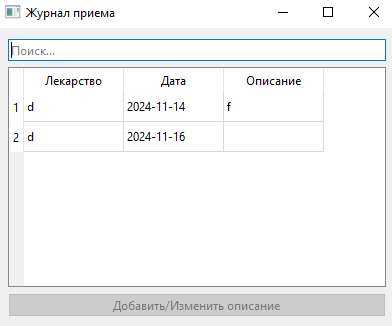 Журнал приема
Поиск...
Лекарство Дата Описание
1 d 2024-11-14 f
2 d 2024-11-16
Добавить/Изменить описание